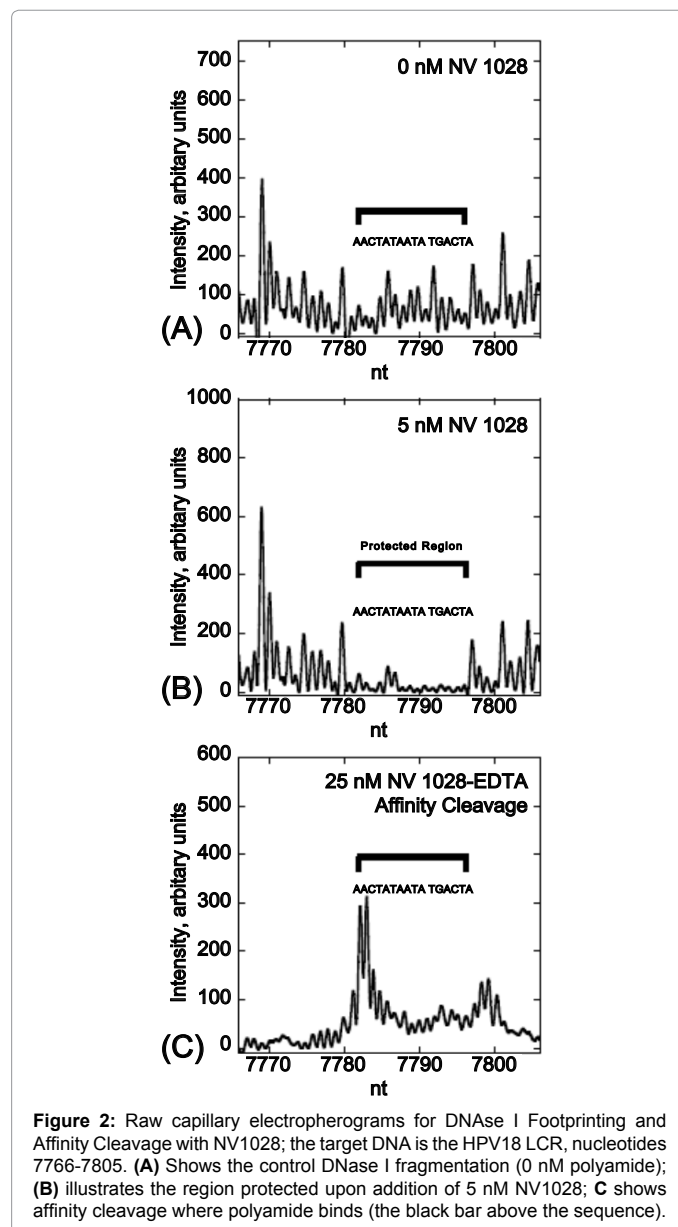 700
600
500
400
300
200
100
0
Intensity, arbitary units
0 nM NV 1028
AACTATAATA TGACTA
(A)
7770 7780 7790 7800
nt
1000
800
600
400
200
0
Intensity, arbitary units
5 nM NV 1028
Protected Region
AACTATAATA TGACTA
(B)
7770 7780 7790 7800
nt
600
500
400
300
200
100
0
Intensity, arbitary units
25 nM NV 1028-EDTA
Affinity Cleavage
AACTATAATA TGACTA
(C)
7770 7780 7790 7800
nt
Figure 2: Raw capillary electropherograms for DNAse I Footprinting and
Affinity Cleavage with NV1028; the target DNA is the HPV18 LCR, nucleotides
7766-7805. (A) Shows the control DNase I fragmentation (0 nM polyamide);
(B) illustrates the region protected upon addition of 5 nM NV1028; C shows
affinity cleavage where polyamide binds (the black bar above the sequence).